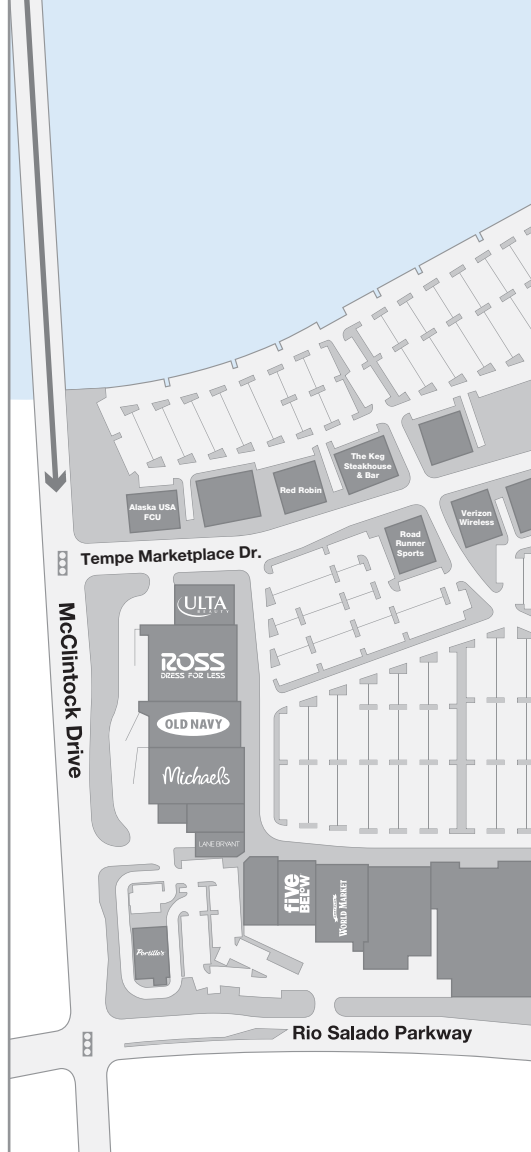 The Keg
Steakhouse
& Bar
Red Robin
Alaska USA
FCU
Verizon
Wireless
Road
Runner
Sports
Tempe Marketplace Dr.
McClintock Drive
ULTA
BEAUTY
ROSS
DRESS FOR LESS
OLD NAVY
Michaels
LANE BRYANT
five
BEL°W
WORLD MARKET
Portillo's
Rio Salado Parkway